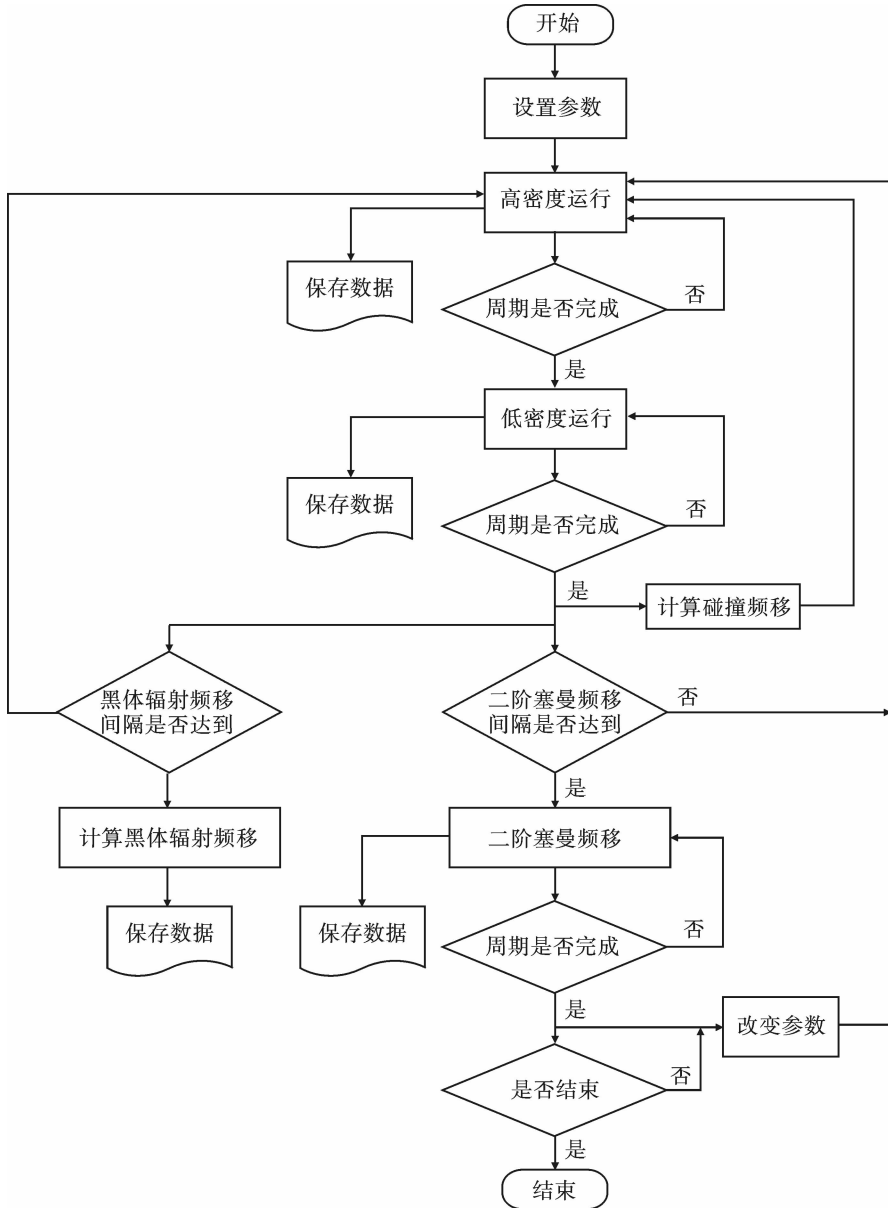 开始
设置参数
高密度运行
保存数据
周期是否完成
否
是
低密度运行
保存数据
周期是否完成
否
是
计算碰撞频移
黑体辐射频移
间隔是否达到
二阶塞曼频移
间隔是否达到
否
是
计算黑体辐射频移
二阶塞曼频移
保存数据
保存数据
周期是否完成
否
是
改变参数
是否结束
否
是
结束